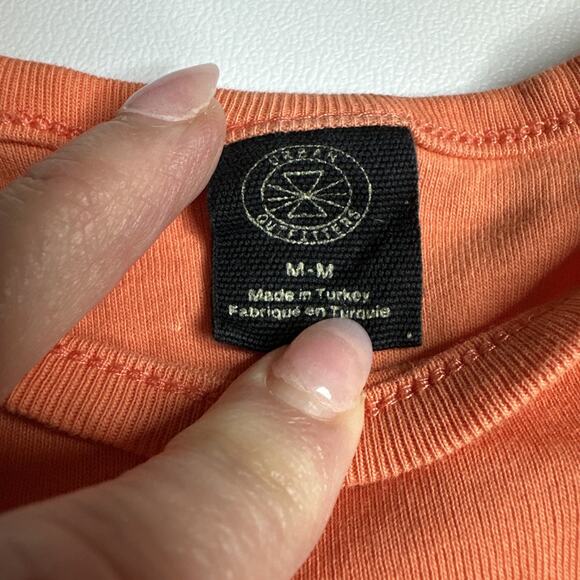 URBAN
OUTFITTERS
M-M
Made in Turkey
Fabriqué en Turquie